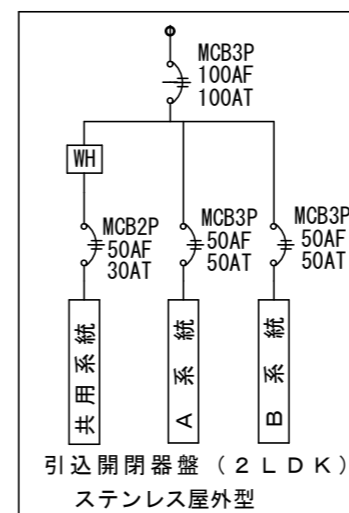 MCB3P
100AF
100AT
WH
MCB2P
50AF
30AT
MCB3P
50AF
50AT
MCB3P
50AF
50AT
共用系統
A系統
B系統
引込開閉器盤(2LDK)
ステンレス屋外型